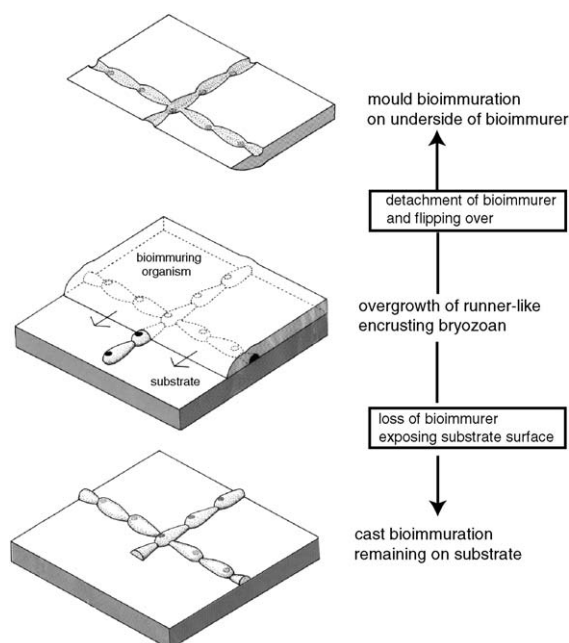 mould bioimmuration
on underside of bioimmurer
detachment of bioimmurer
and flipping over
bioimmuring
organism
overgrowth of runner-like
encrusting bryozoan
substrate
loss of bioimmurer
exposing substrate surface
cast bioimmuration
remaining on substrate